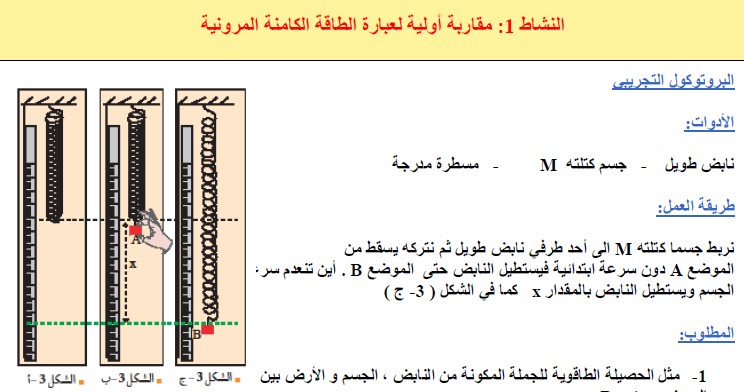 النشاط 1: مقاربة أولية لعبارة الطاقة الكامنة المرونية
البروتوكول التجريبي
الأدوات:
نابض طويل - جسم كتلته M - مسطرة مدرجة
طريقة العمل:
نربط جسما كتلته M الى أحد طرفي نابض طويل ثم نتركه يسقط من
الموضع A دون سرعة ابتدائية فيستطيل النابض حتى الموضع B . أين تنعدم سرع
الجسم ويستطيل النابض بالمقدار x كما في الشكل ( 3- ج )
المطلوب:
1- مثل الحصيلة الطاقوية للجملة المكونة من النابض ، الجسم و الأرض بين
A
x
B
الشكل 3-ج
الشكل 3-ب
الشكل 3-أ